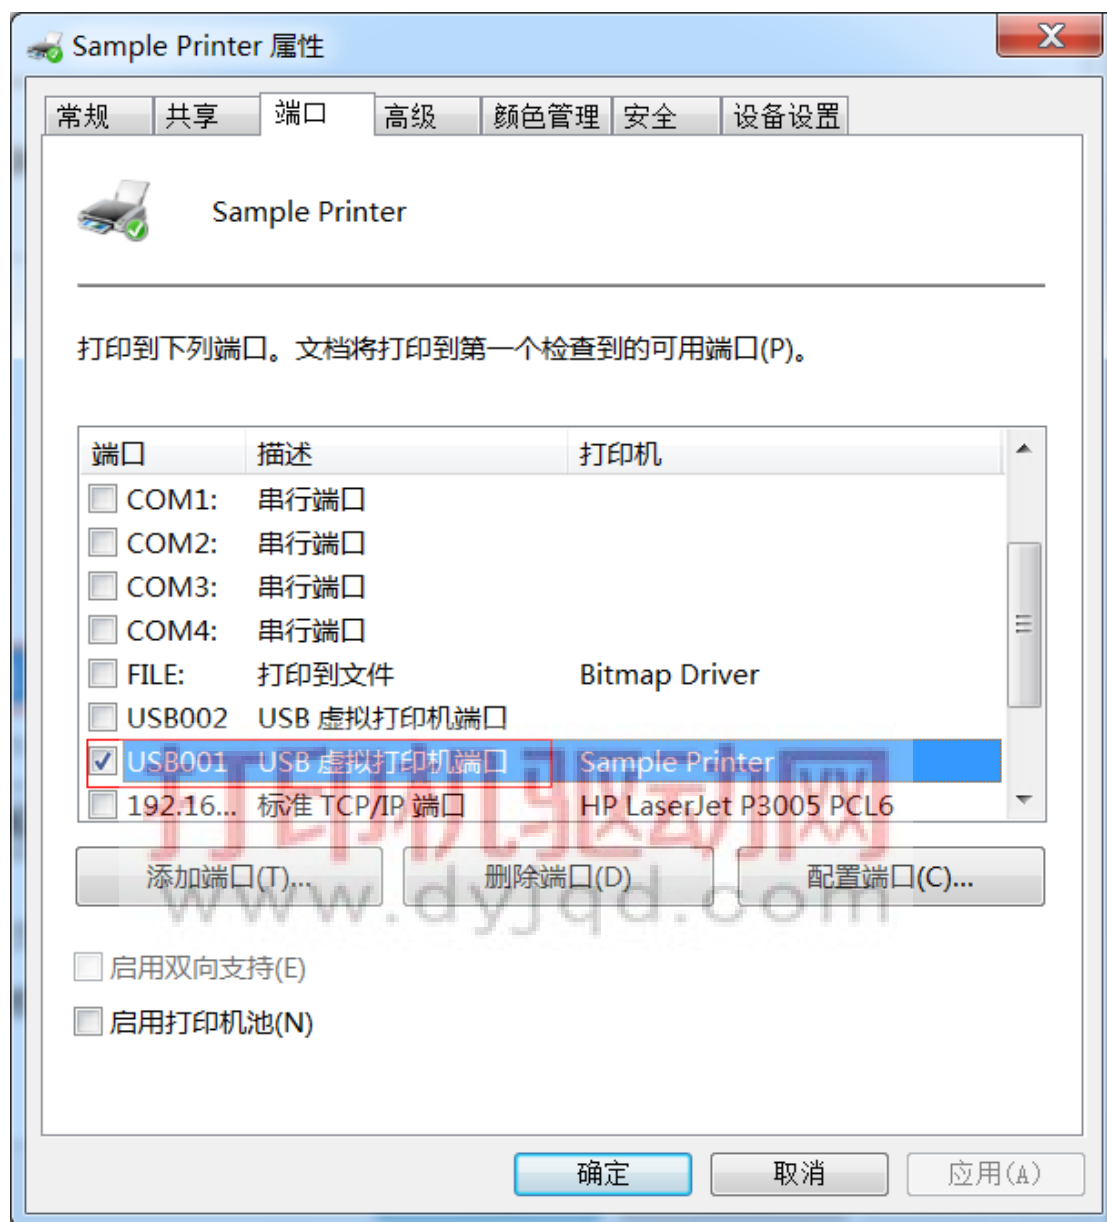 Sample Printer 属性
常规 共享 端口 高级 颜色管理 安全 设备设置
Sample Printer
打印到下列端口。文档将打印到第一个检查到的可用端口(P)。
端口 描述 打印机
COM1: 串行端口
COM2: 串行端口
COM3: 串行端口
COM4: 串行端口
FILE: 打印到文件 Bitmap Driver
USB002 USB 虚拟打印机端口
USB001 USB 虚拟打印机端口 Sample Printer
192.16... 标准 TCP/IP 端口 HP LaserJet P3005 PCL6
打印机驱动网
添加端口(T)... 删除端口(D) 配置端口(C)...
www.dyjqd.com
启用双向支持(E)
启用打印机池(N)
确定 取消 应用(A)